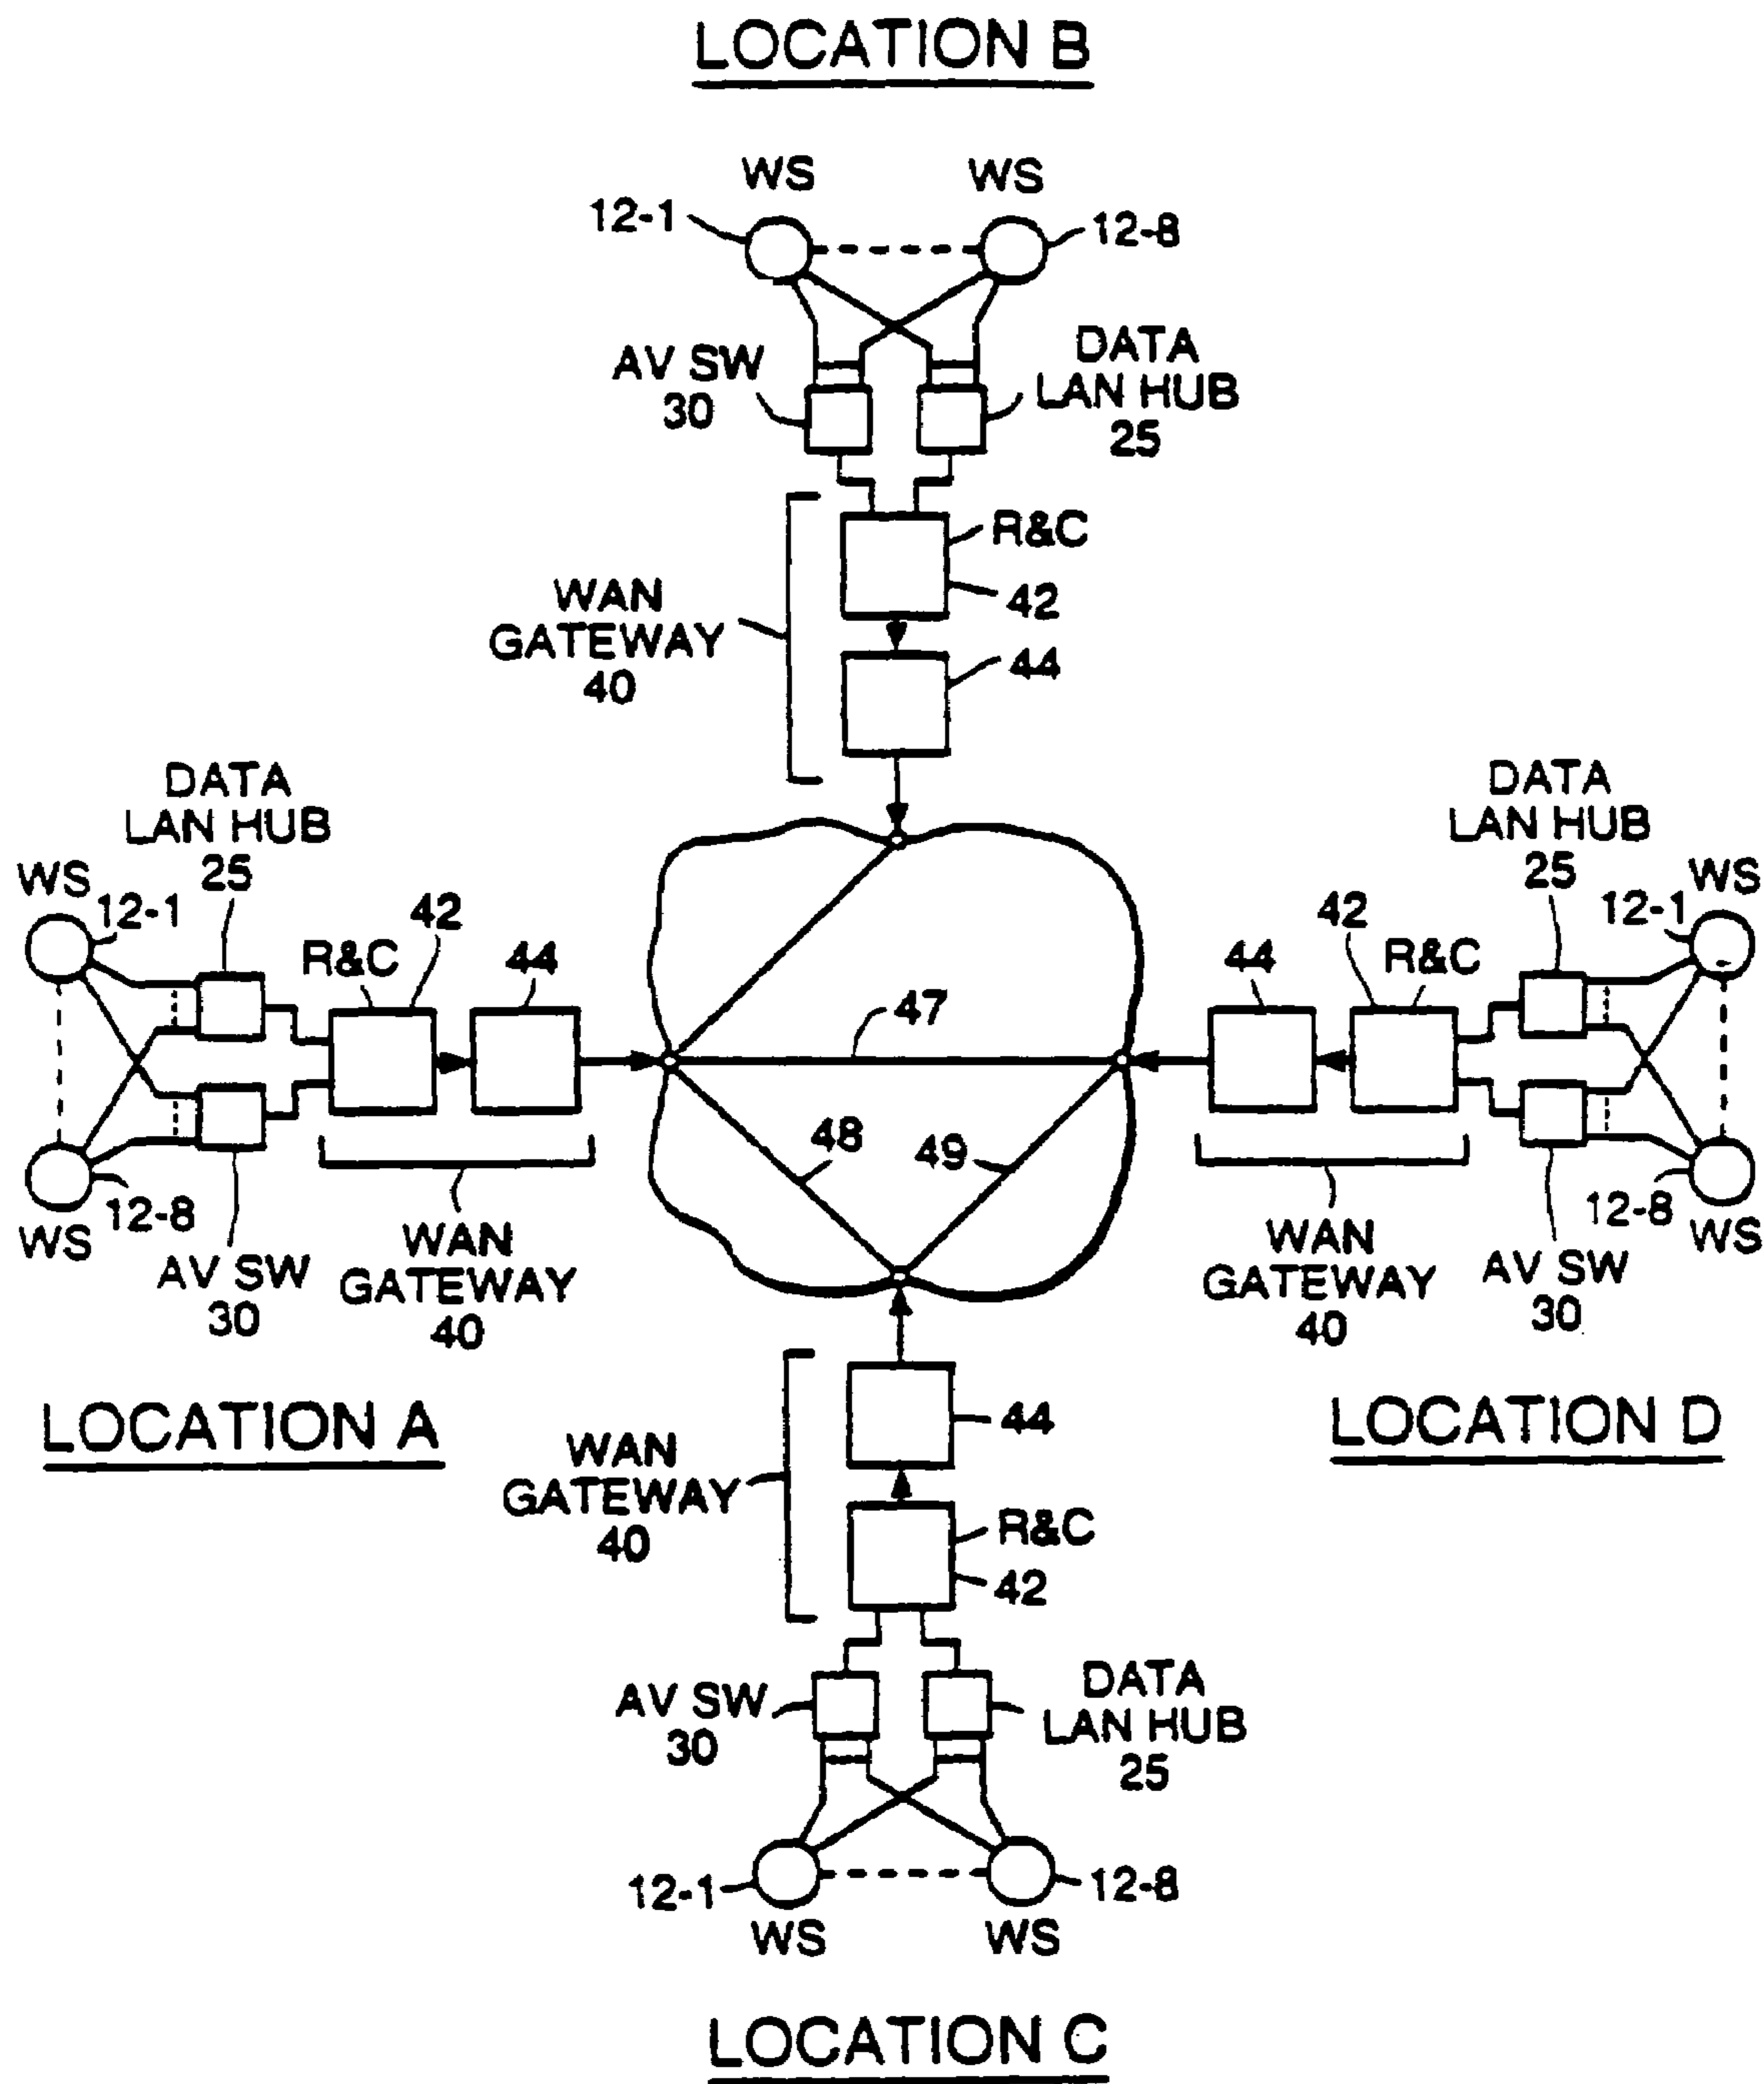 LOCATION B
WS WS
12-1 12-8
AV SW
30
DATA
LAN HUB
25
R&C
42
WAN
GATEWAY
40
44
DATA
LAN HUB
25
WS
12-1
42
R&C
44
12-8
WS
AV SW
30
WAN
GATEWAY
40
LOCATION A
47
48
49
DATA
LAN HUB
25
WS
12-1
42
R&C
44
12-8
WS
AV SW
30
WAN
GATEWAY
40
LOCATION D
44
WAN
GATEWAY
40
R&C
42
AV SW
30
DATA
LAN HUB
25
12-1 12-8
WS WS
LOCATION C